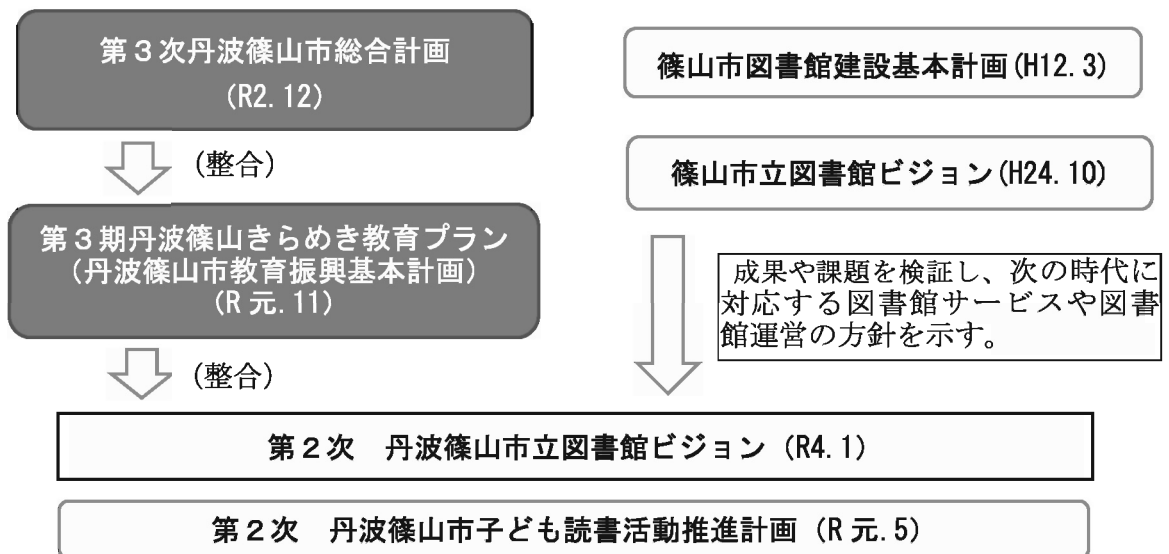 第3次丹波篠山市総合計画
(R2.12)
(整合)
第3期丹波篠山きらめき教育プラン
(丹波篠山市教育振興基本計画)
(R元.11)
(整合)
篠山市図書館建設基本計画(H12.3)
篠山市立図書館ビジョン(H24.10)
成果や課題を検証し、次の時代に
対応する図書館サービスや図書
館運営の方針を示す。
第2次 丹波篠山市立図書館ビジョン(R4.1)
第2次 丹波篠山市子ども読書活動推進計画(R元.5)